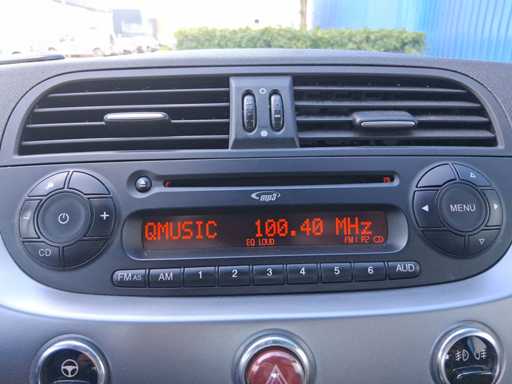 mp3
QMUSIC 100.40 MHz
EQ LOUD FM1 F2 CD
MENU
CD
FM AS AM 1 2 3 4 5 6 AUD